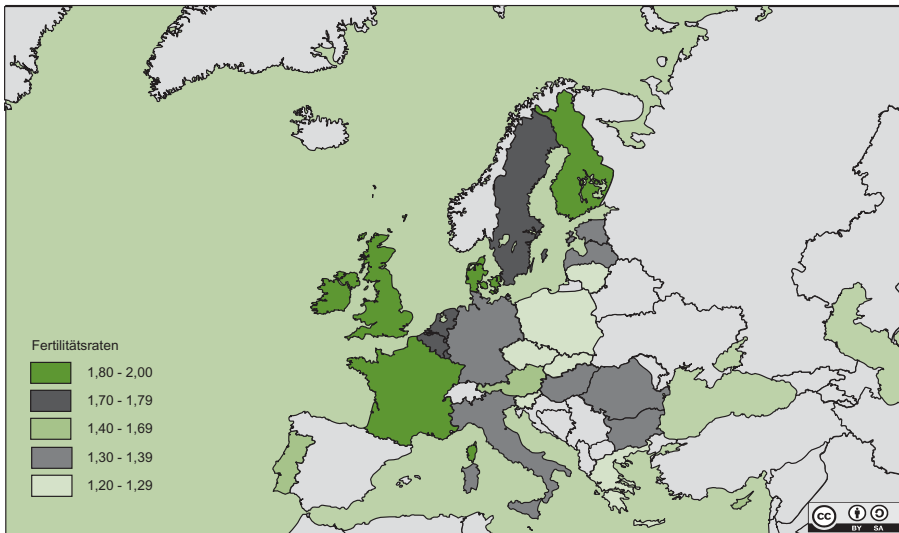 Fertilitätsraten
1,80 - 2,00
1,70 - 1,79
1,40 - 1,69
1,30 - 1,39
1,20 - 1,29
CC
BY SA